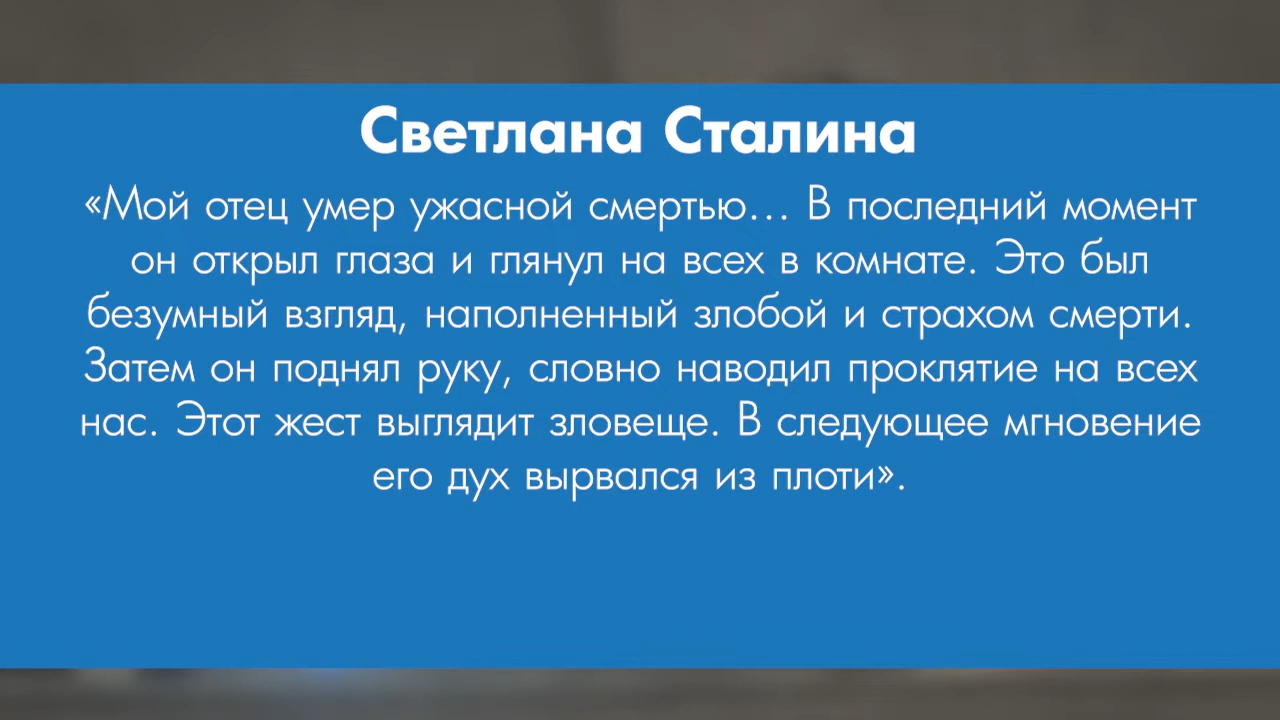 Светлана Сталина
«Мой отец умер ужасной смертью... В последний момент
он открыл глаза и глянул на всех в комнате. Это был
безумный взгляд, наполненный злобой и страхом смерти.
Затем он поднял руку, словно наводил проклятие на всех
нас. Этот жест выглядит зловеще. В следующее мгновение
его дух вырвался из плоти».